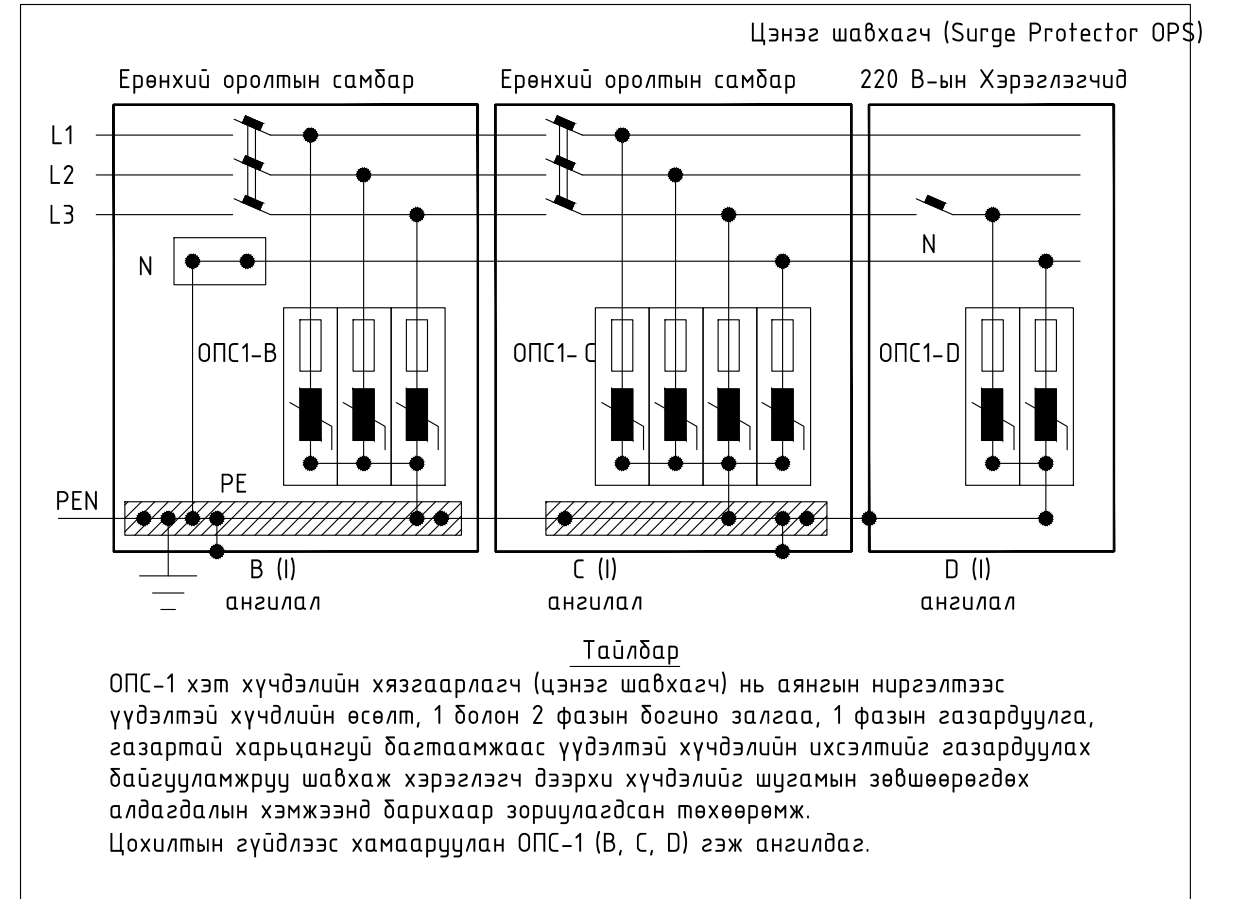 Цэнэг шавхагч (Surge Protector OPS)
Ерөнхий оролтын самбар
Ерөнхий оролтын самбар
220 В-ын Хэрэглэгчид
L1
L2
L3
N
N
ОПС1-B
ОПС1- C
ОПС1-D
PE
PEN
B (I)
ангилал
C (I)
ангилал
D (I)
ангилал
Тайлбар
ОПС-1 хэт хүчдэлийн хязгаарлагч (цэнэг шавхагч) нь аянгын ниргэлтээс
үүдэлтэй хүчдлийн өсөлт, 1 болон 2 фазын богино залгаа, 1 фазын газардуулга,
газартай харьцангуй багтаамжаас үүдэлтэй хүчдэлийн ихсэлтийг газардуулах
байгууламжруу шавхаж хэрэглэгч дээрхи хүчдэлийг шугамын зөвшөөрөгдөх
алдагдалын хэмжээнд барихаар зориулагдсан төхөөрөмж.
Цохилтын гүйдлээс хамааруулан ОПС-1 (B, C, D) гэж ангилдаг.